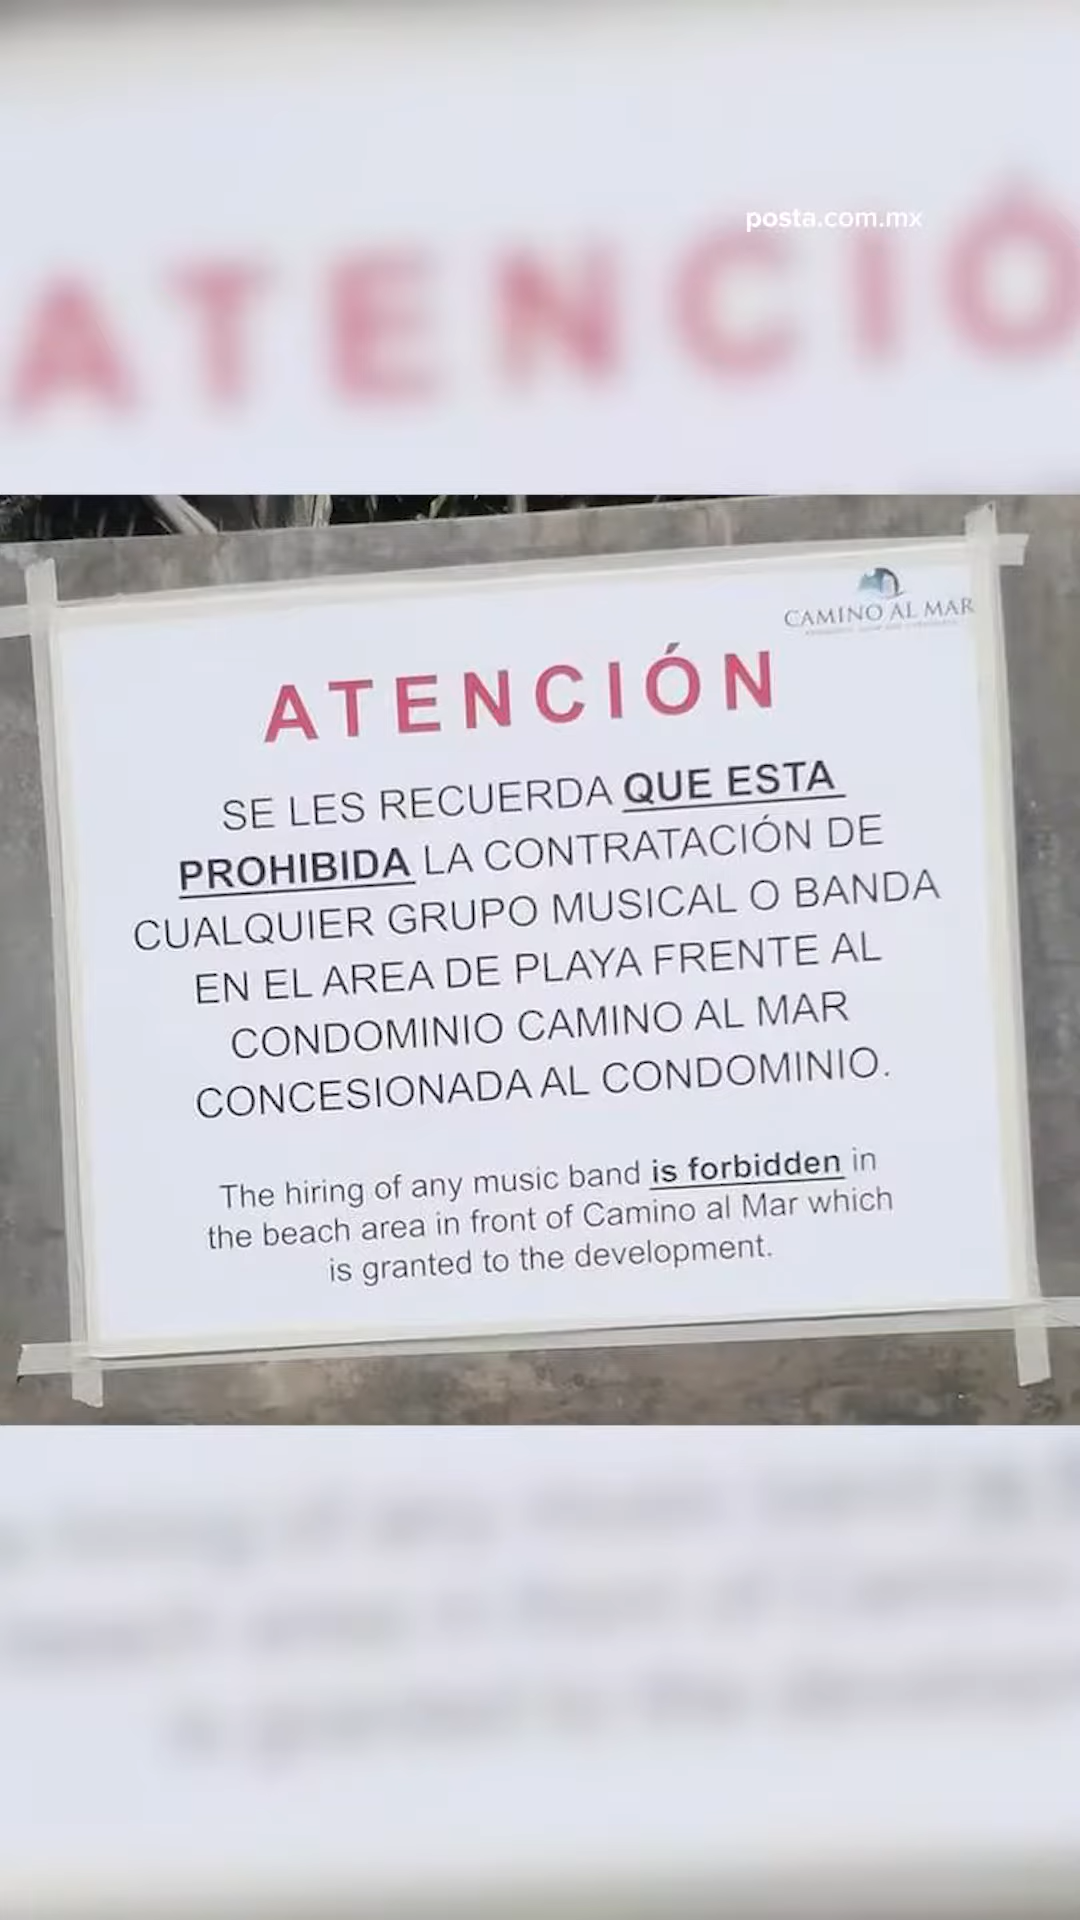 posta.com.mx
ATENCIÓ
CAMINO AL MAR
ATENCIÓN
SE LES RECUERDA QUE ESTA
PROHIBIDA LA CONTRATACIÓN DE
CUALQUIER GRUPO MUSICAL O BANDA
EN EL AREA DE PLAYA FRENTE AL
CONDOMINIO CAMINO AL MAR
CONCESIONADA AL CONDOMINIO.
The hiring of any music band is forbidden in
the beach area in front of Camino al Mar which
is granted to the development.